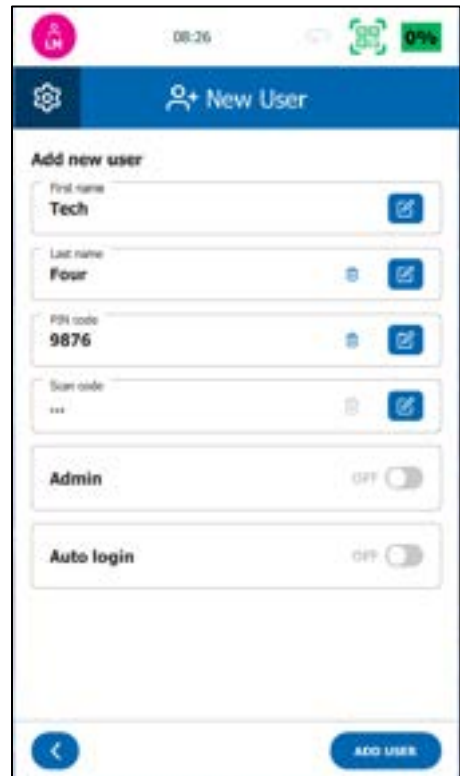 LM 08:26 0%
New User
Add new user
First name
Tech
Last name
Four
PIN code
9876
Scan code
...
Admin OFF
Auto login OFF
ADD USER